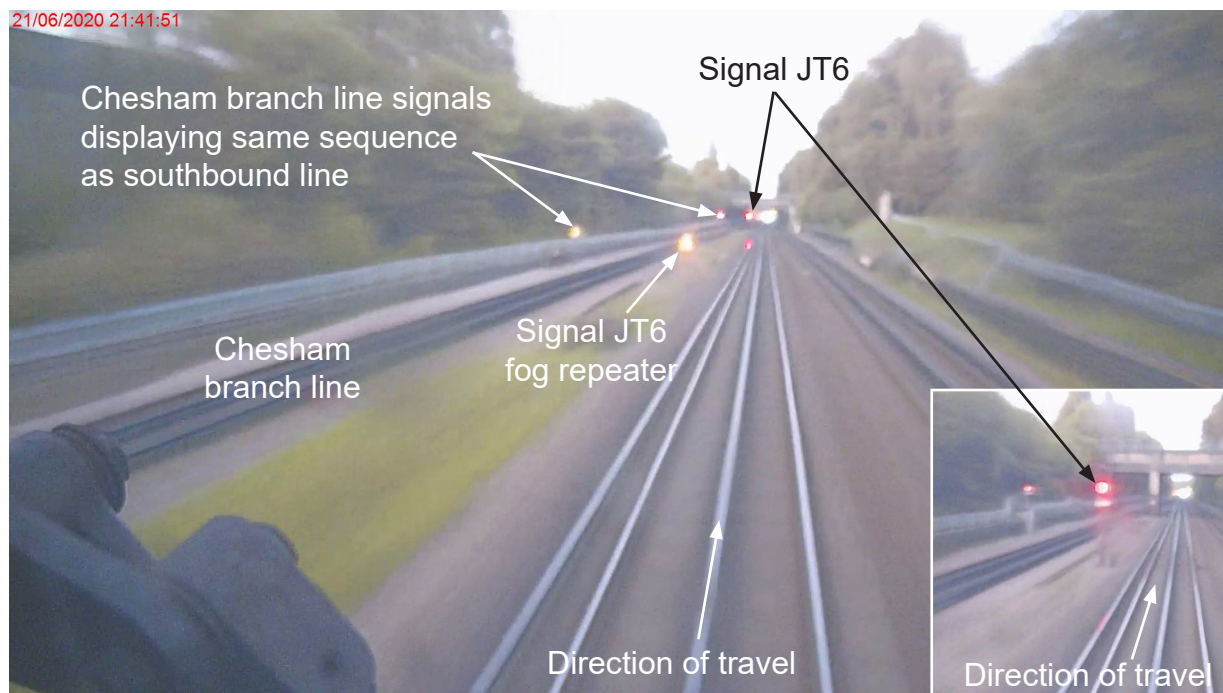 21/06/2020 21:41:51
Signal JT6
Chesham branch line signals
displaying same sequence
as southbound line
Signal JT6
fog repeater
Chesham
branch line
Direction of travel
Direction of travel